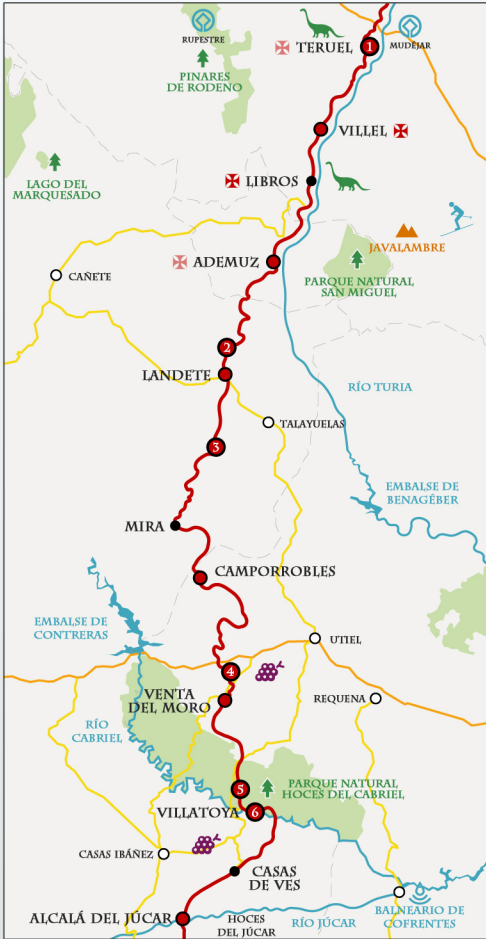 RUPESTRE
PINARES
DE RODENO
TERUEL
1
MUDÉJAR
VILLEL
LAGO DEL
MARQUESADO
LIBROS
JAVALAMBRE
ADEMUZ
CAÑETE
PARQUE NATURAL
SAN MIGUEL
2
LANDETE
RÍO TURIA
TALAYUELAS
3
EMBALSE DE
BENAGÉBER
MIRA
CAMPORROBLES
EMBALSE DE
CONTRERAS
UTIEL
4
VENTA
DEL MORO
REQUENA
RÍO
CABRIEL
5
PARQUE NATURAL
HOCES DEL CABRIEL
VILLATOYA
6
CASAS IBÁÑEZ
CASAS
DE VES
ALCALÁ DEL JÚCAR
HOCES
DEL JÚCAR
RÍO JÚCAR
BALNEARIO DE
COFRENTES